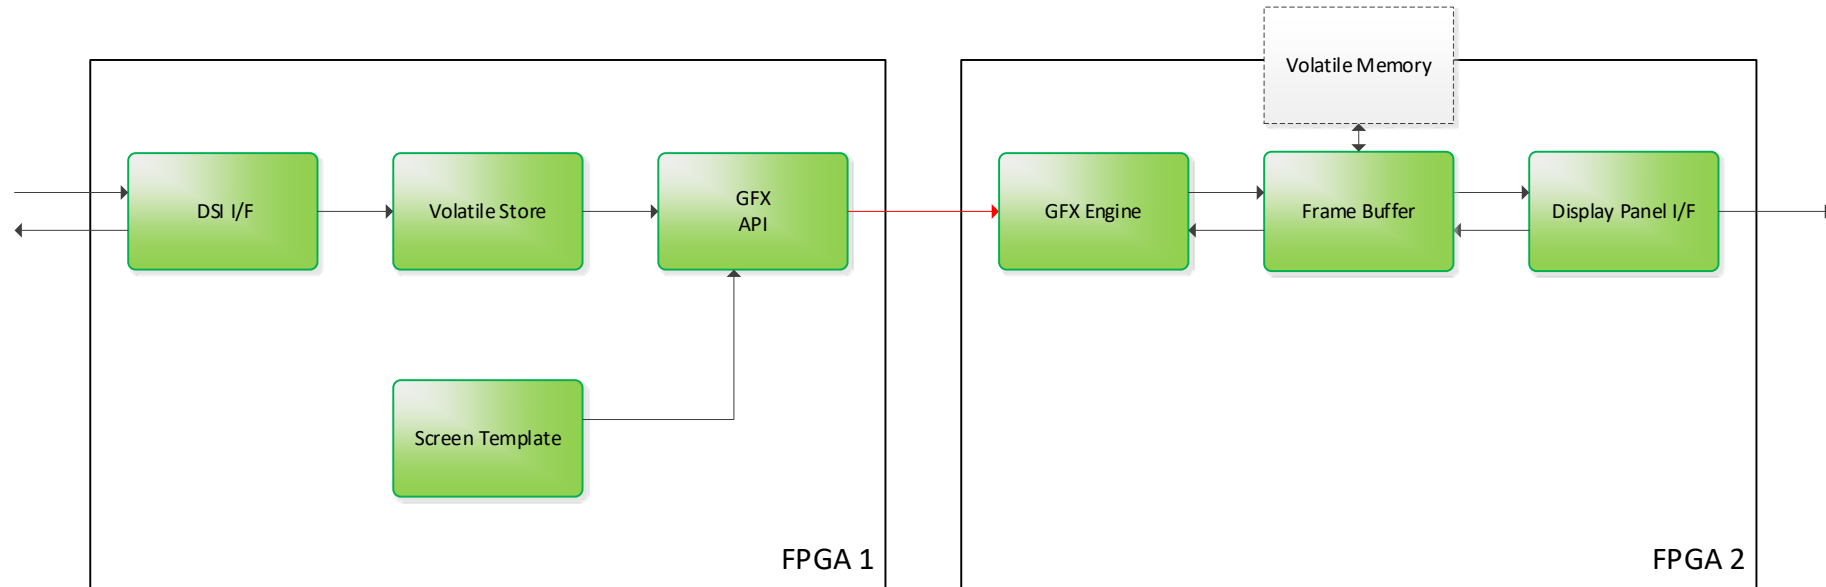 Volatile Memory
DSI I/F
Volatile Store
GFX
API
GFX Engine
Frame Buffer
Display Panel I/F
Screen Template
FPGA 1
FPGA 2